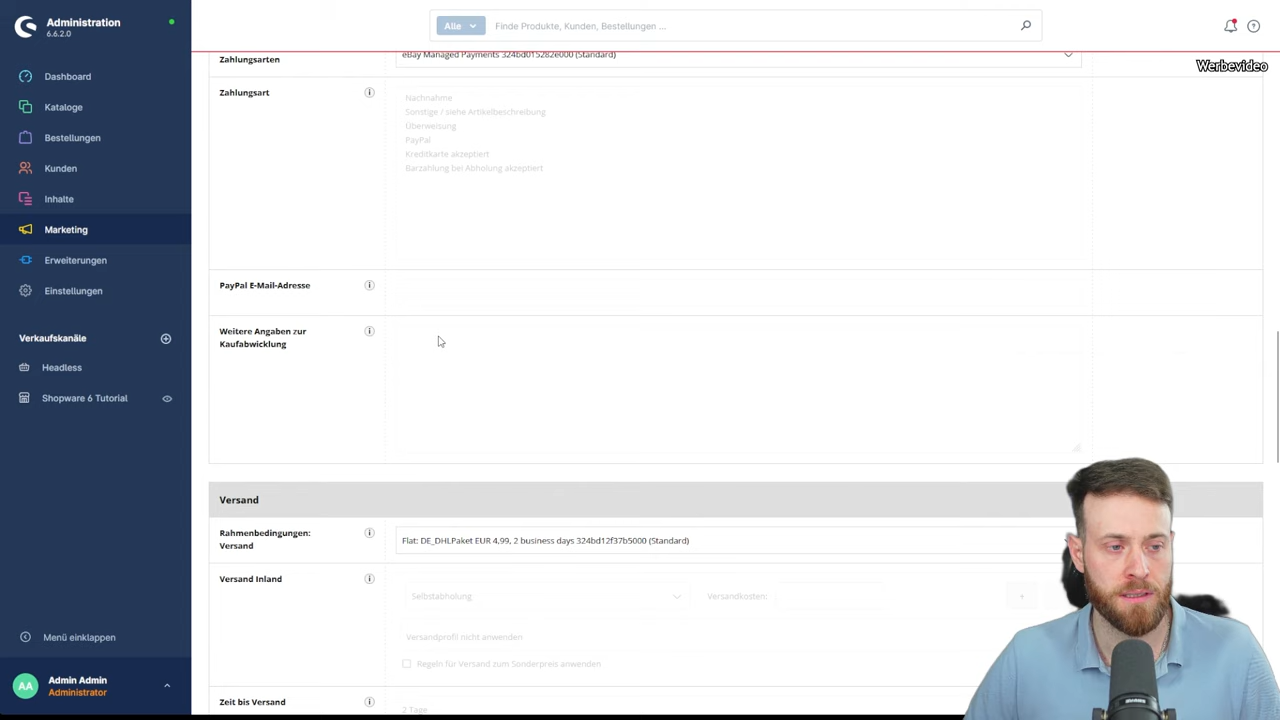 Administration
6.6.2.0
Alle
Finde Produkte, Kunden, Bestellungen ...
Werbevideo
Dashboard
Kataloge
Bestellungen
Kunden
Inhalte
Marketing
Erweiterungen
Einstellungen
Verkaufskanäle
Headless
Shopware 6 Tutorial
Menü einklappen
AA
Admin Admin
Administrator
Zahlungsarten
eBay Managed Payments 324bd015282e000 (Standard)
Zahlungsart
Nachnahme
Sonstige / siehe Artikelbeschreibung
Überweisung
PayPal
Kreditkarte akzeptiert
Barzahlung bei Abholung akzeptiert
PayPal E-Mail-Adresse
Weitere Angaben zur
Kaufabwicklung
Versand
Rahmenbedingungen:
Versand
Flat: DE_DHLPaket EUR 4,99, 2 business days 324bd12f37b5000 (Standard)
Versand Inland
Selbstabholung
Versandkosten:
+
Versandprofil nicht anwenden
Regeln für Versand zum Sonderpreis anwenden
Zeit bis Versand
2 Tage